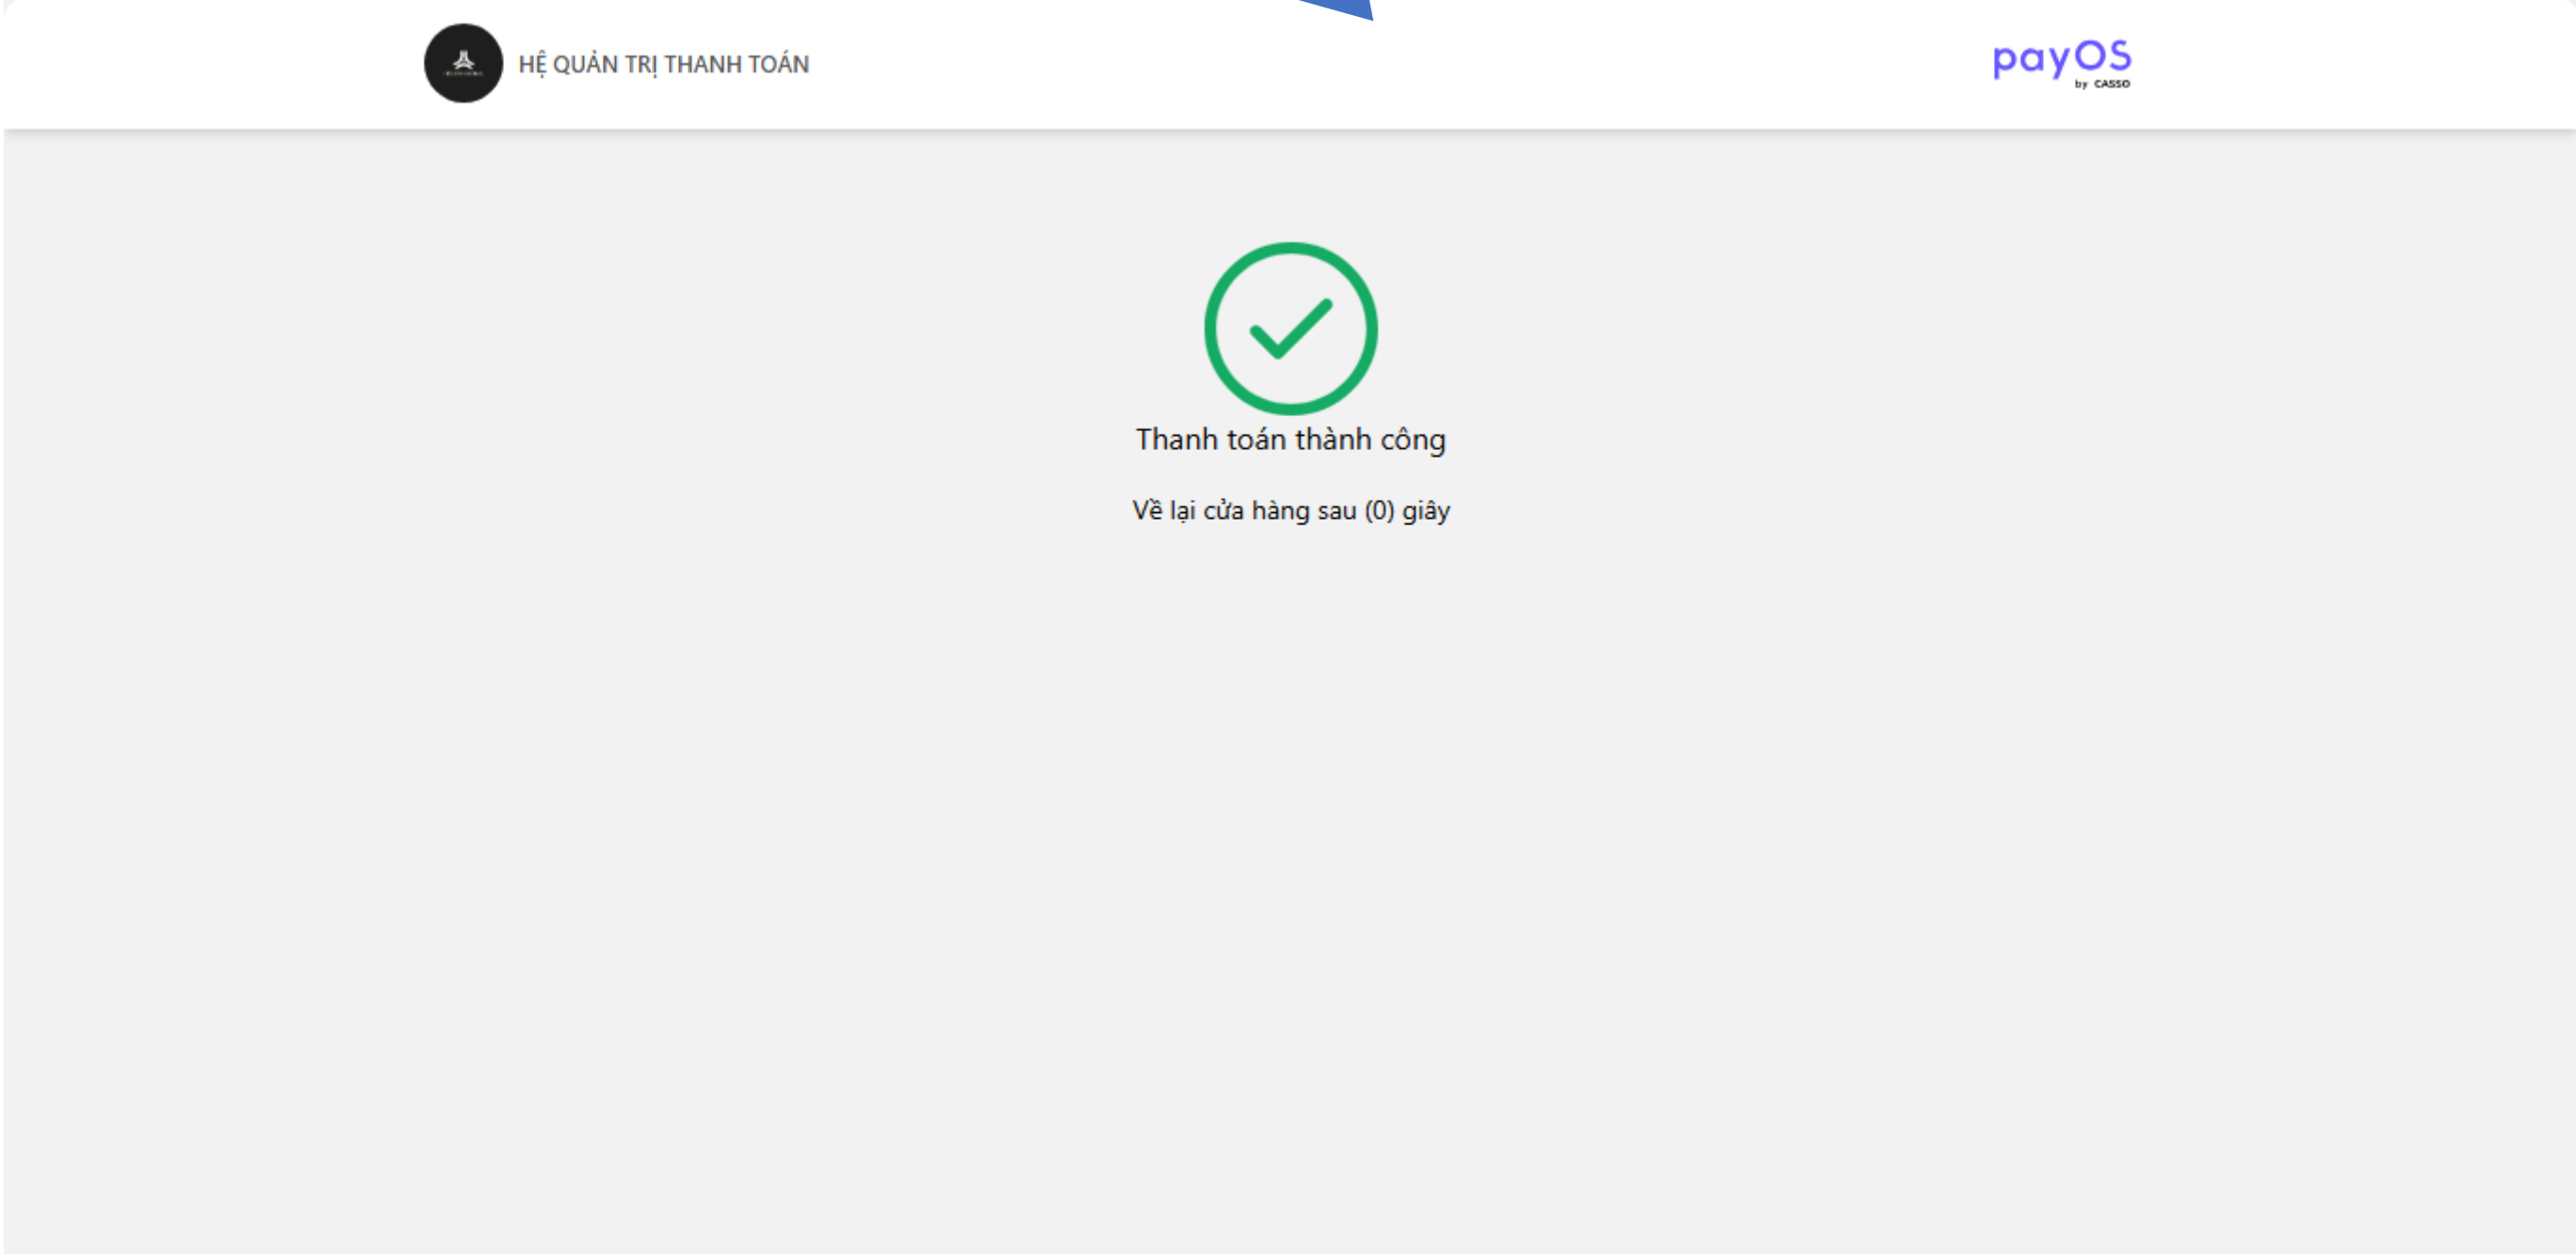 HỆ QUẢN TRỊ THANH TOÁN
payOS
by CASSO
Thanh toán thành công
Về lại cửa hàng sau (0) giây